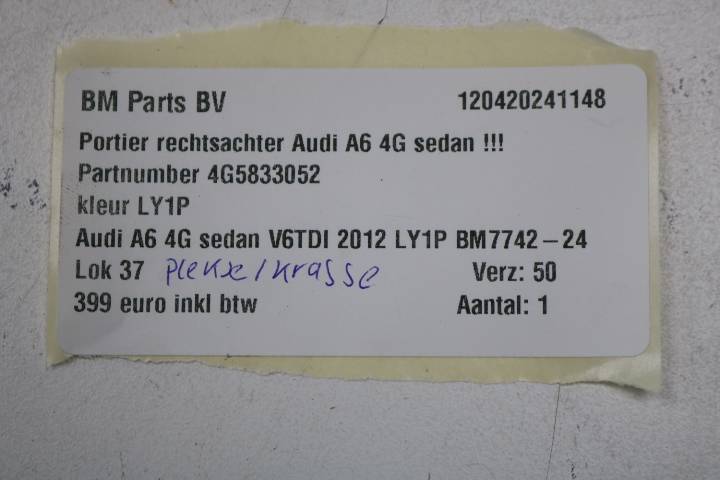 BM Parts BV 120420241148
Portier rechtsachter Audi A6 4G sedan !!!
Partnumber 4G5833052
kleur LY1P
Audi A6 4G sedan V6TDI 2012 LY1P BM7742-24
Lok 37 plekke/krasse Verz: 50
399 euro inkl btw Aantal: 1